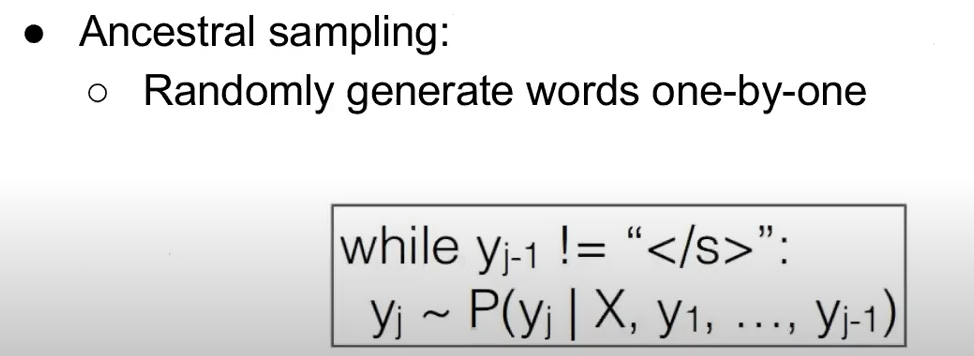 ● Ancestral sampling:
○ Randomly generate words one-by-one
while yj-1 != “</s>”:
yj ~ P(yj | X, y1, ..., yj-1)